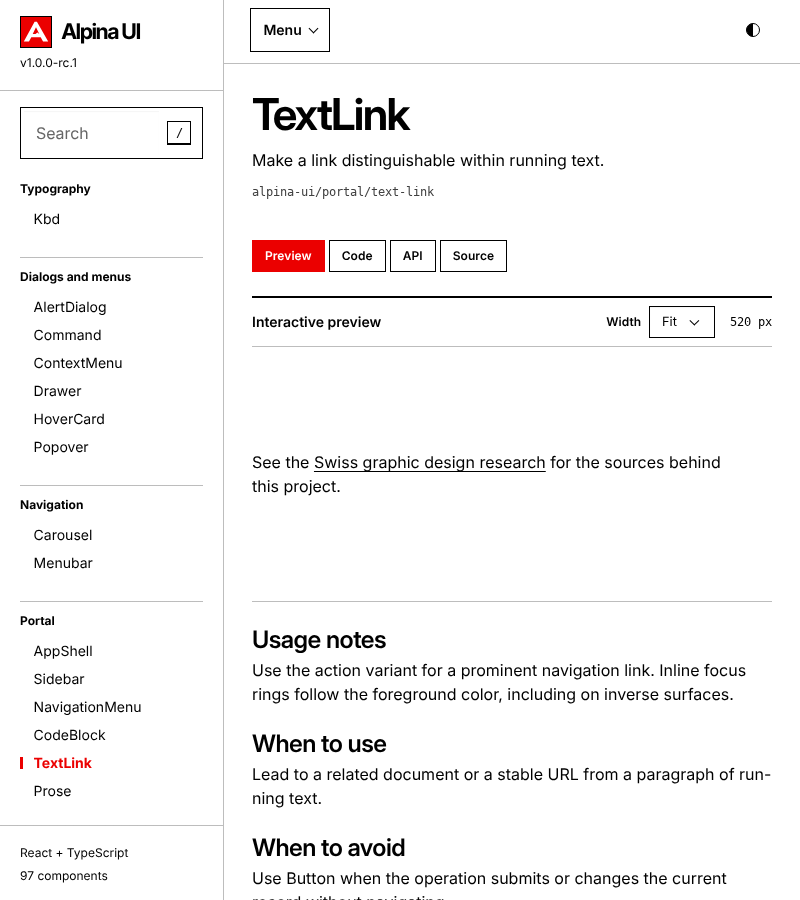 Alpina UI
v1.0.0-rc.1
Search
/
Typography
Kbd
Dialogs and menus
AlertDialog
Command
ContextMenu
Drawer
HoverCard
Popover
Navigation
Carousel
Menubar
Portal
AppShell
Sidebar
NavigationMenu
CodeBlock
TextLink
Prose
React + TypeScript
97 components
Menu
TextLink
Make a link distinguishable within running text.
alpina-ui/portal/text-link
Preview Code API Source
Interactive preview Width Fit 520 px
See the Swiss graphic design research for the sources behind
this project.
Usage notes
Use the action variant for a prominent navigation link. Inline focus
rings follow the foreground color, including on inverse surfaces.
When to use
Lead to a related document or a stable URL from a paragraph of run-
ning text.
When to avoid
Use Button when the operation submits or changes the current
record without navigating.